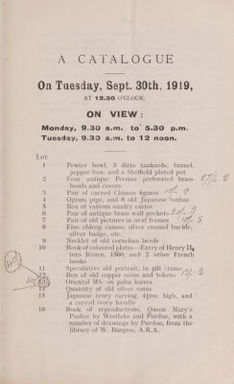 A CATALOGUE
On Tuesday, Sept. 30th, 1919,
AT 12.30 O'CLOCK.
ON VIEW:
Monday, 9.30 a.m. to 5.30 p.m.
Tuesday, 9.30 a.m. to 12 noon.
Lot
1 Pewter bowl, 3 ditto tankards, funnel,
pepper box, and a Sheffield plated pot
2 Four antique Persian perforated brass
bowls and covers
3 Pair of carved Chinese figures
4 Opium pipe, and 6 old Japanese
5 Box of various sundry curios
6 Pair of antique brass wall pockets
7 Pair of old pictures in oval frames
8 Fine oblong cameo, silver enamel buckle,
silver badge, etc.
9 Necklet of old cornelian beads
10 Book of colored plates—Entry of Henry II,
into Rouen, 1860, and 2 other French
books
11 Speculative old portrait, in gilt frame
12 Box of old copper coins and tokens
13 Oriental MS. on palm leaves
14 Quantity of old silver coins
15 Japanese ivory carving, 4½ins. high, and
a carved ivory handle
16 Book of reproductions, Queen Mary's
Psalter by Westlake and Purdue, with a
number of drawings by Purdue, from the
library of W. Burgess, A.R.A.